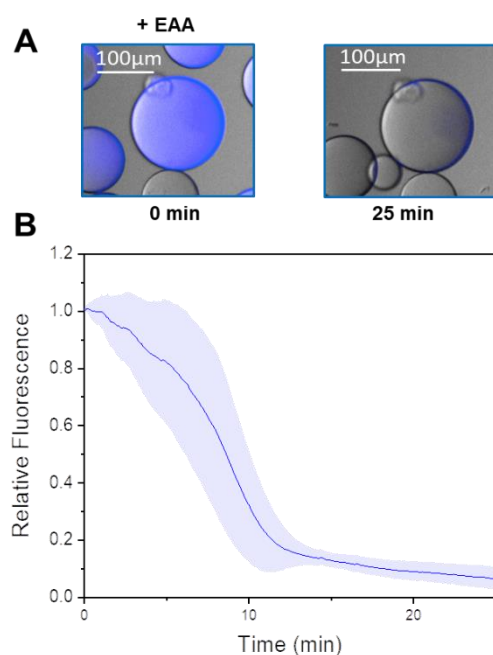 A
+ EAA
100µm
100µm
0 min
25 min
B
Relative Fluorescence
1.2
1.0
0.8
0.6
0.4
0.2
0.0
0
10
20
Time (min)